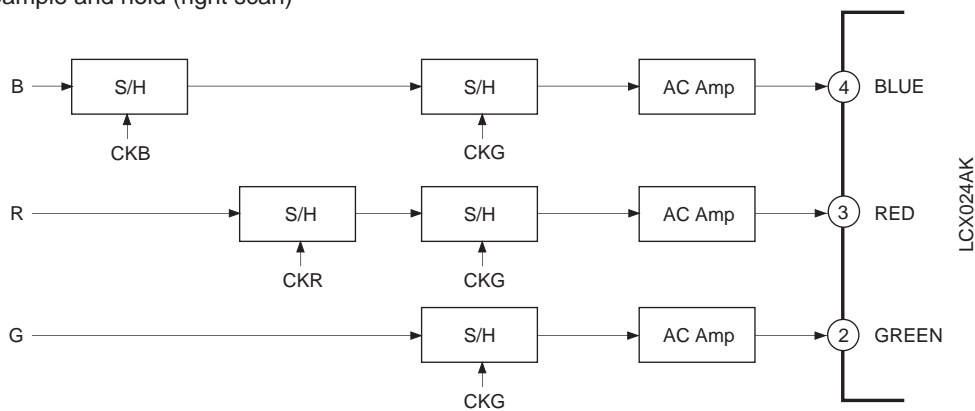 ample and hold (right scan)
B S/H S/H AC Amp 4 BLUE
CKB CKG
R S/H S/H AC Amp 3 RED
CKR CKG
G S/H AC Amp 2 GREEN
CKG
LCX024AK